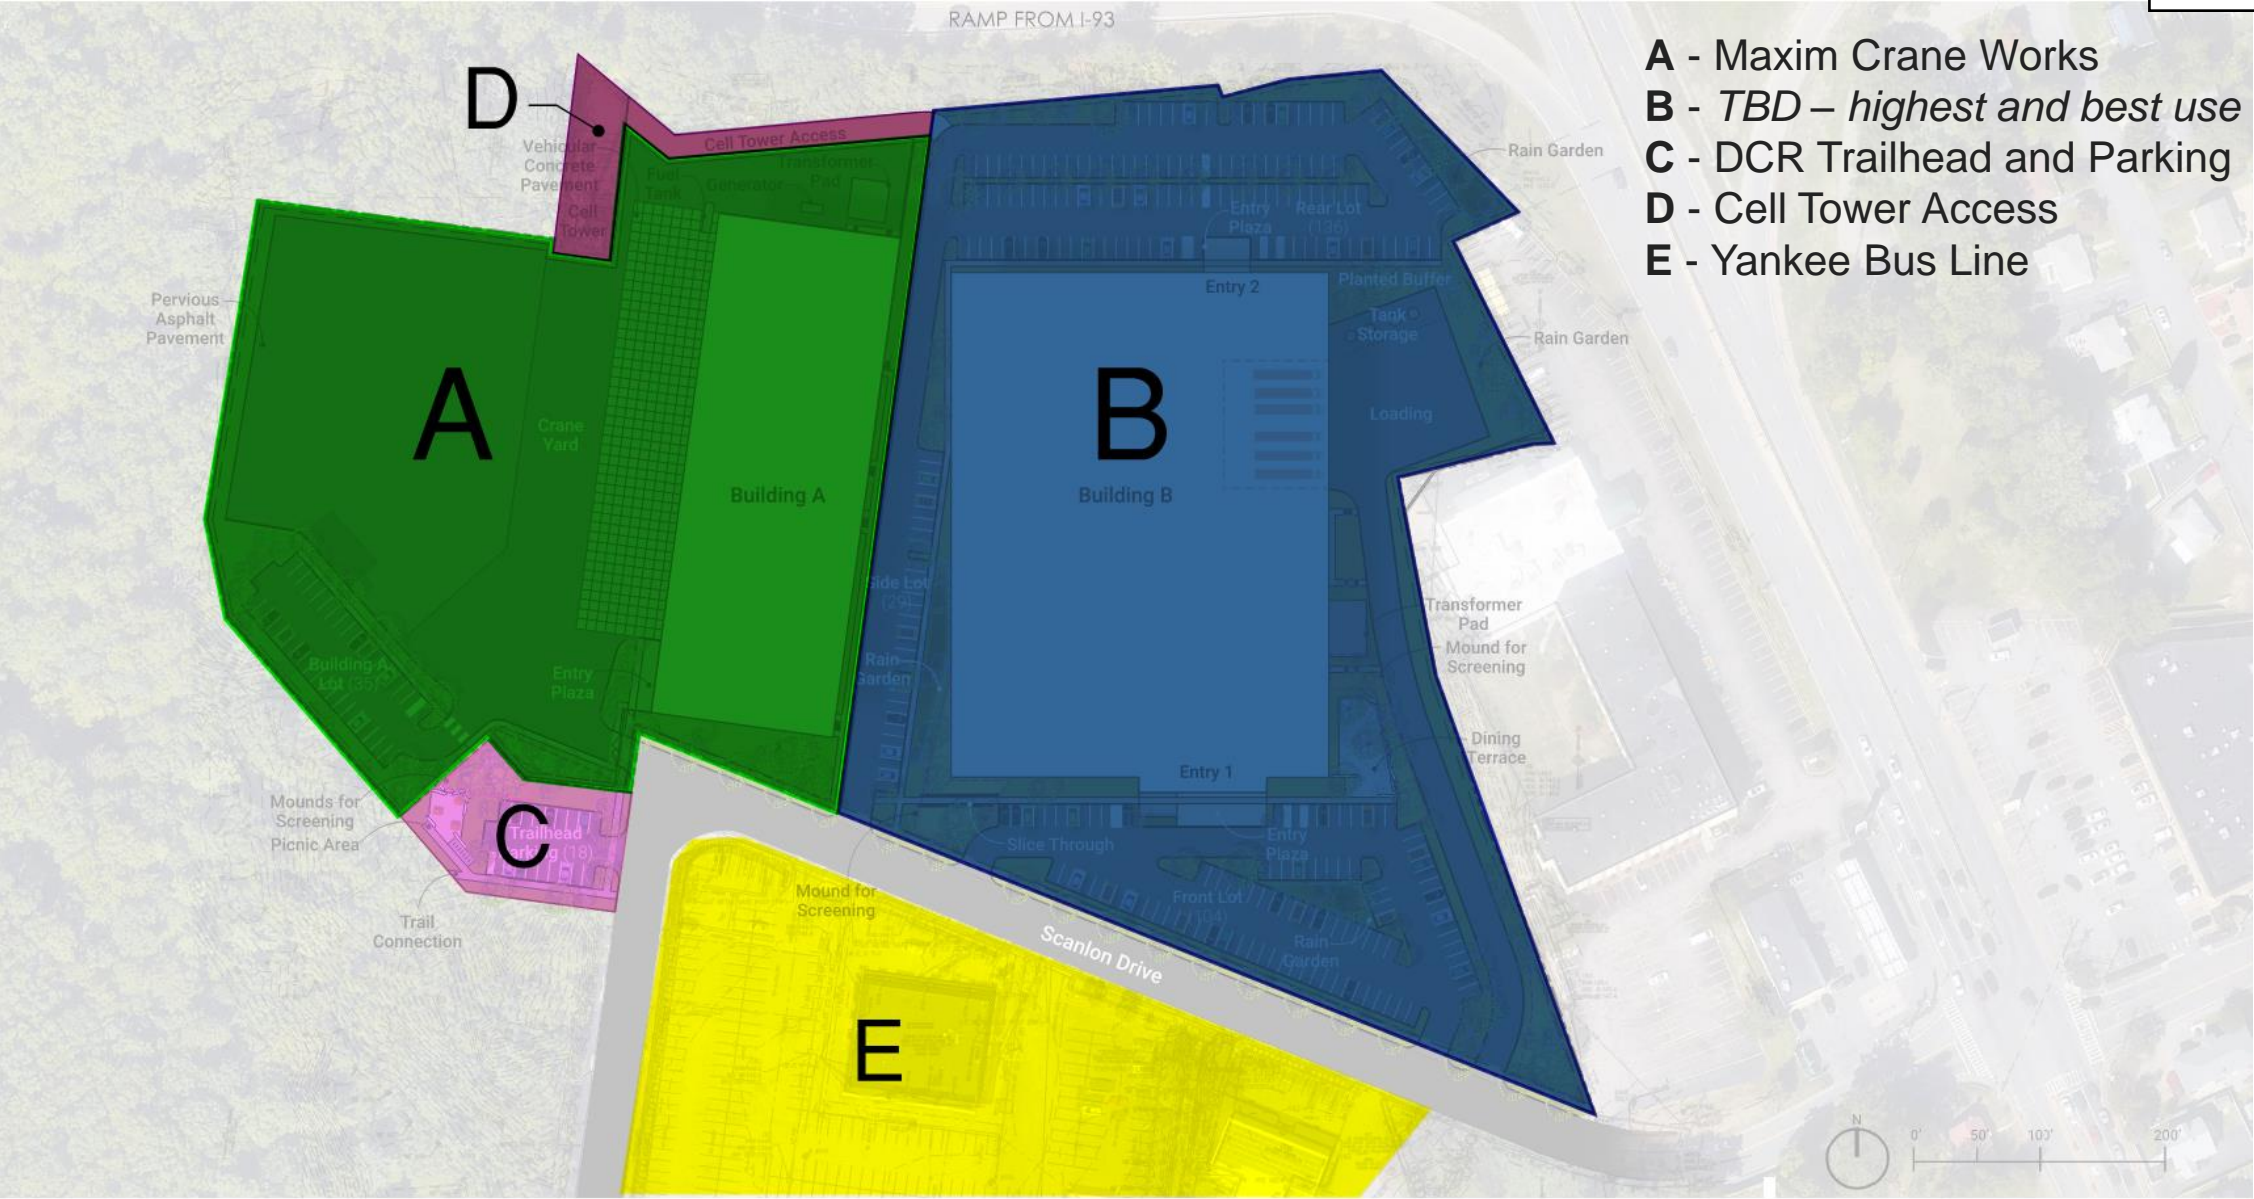 RAMP FROM I-93
A - Maxim Crane Works
B - TBD – highest and best use
C - DCR Trailhead and Parking
D - Cell Tower Access
E - Yankee Bus Line
D
Vehicular
Concrete
Pavement
Cell
Tower
Cell Tower Access
Fuel
Tank
Generator
Transformer
Pad
Pervious
Asphalt
Pavement
A
Crane
Yard
Building A
Building A
Lot (35)
Entry
Plaza
Entry
Plaza
Rear Lot
(136)
Rain Garden
Entry 2
Planted Buffer
Tank
Storage
Rain Garden
B
Loading
Building B
Side Lot
(29)
Rain
Garden
Transformer
Pad
Mound for
Screening
Dining
Terrace
Entry 1
Mounds for
Screening
Picnic Area
C
Trailhead
Parking (18)
Trail
Connection
Slice Through
Entry
Plaza
Mound for
Screening
Front Lot
(104)
Rain
Garden
Scanlon Drive
E
N
0' 50' 100' 200'